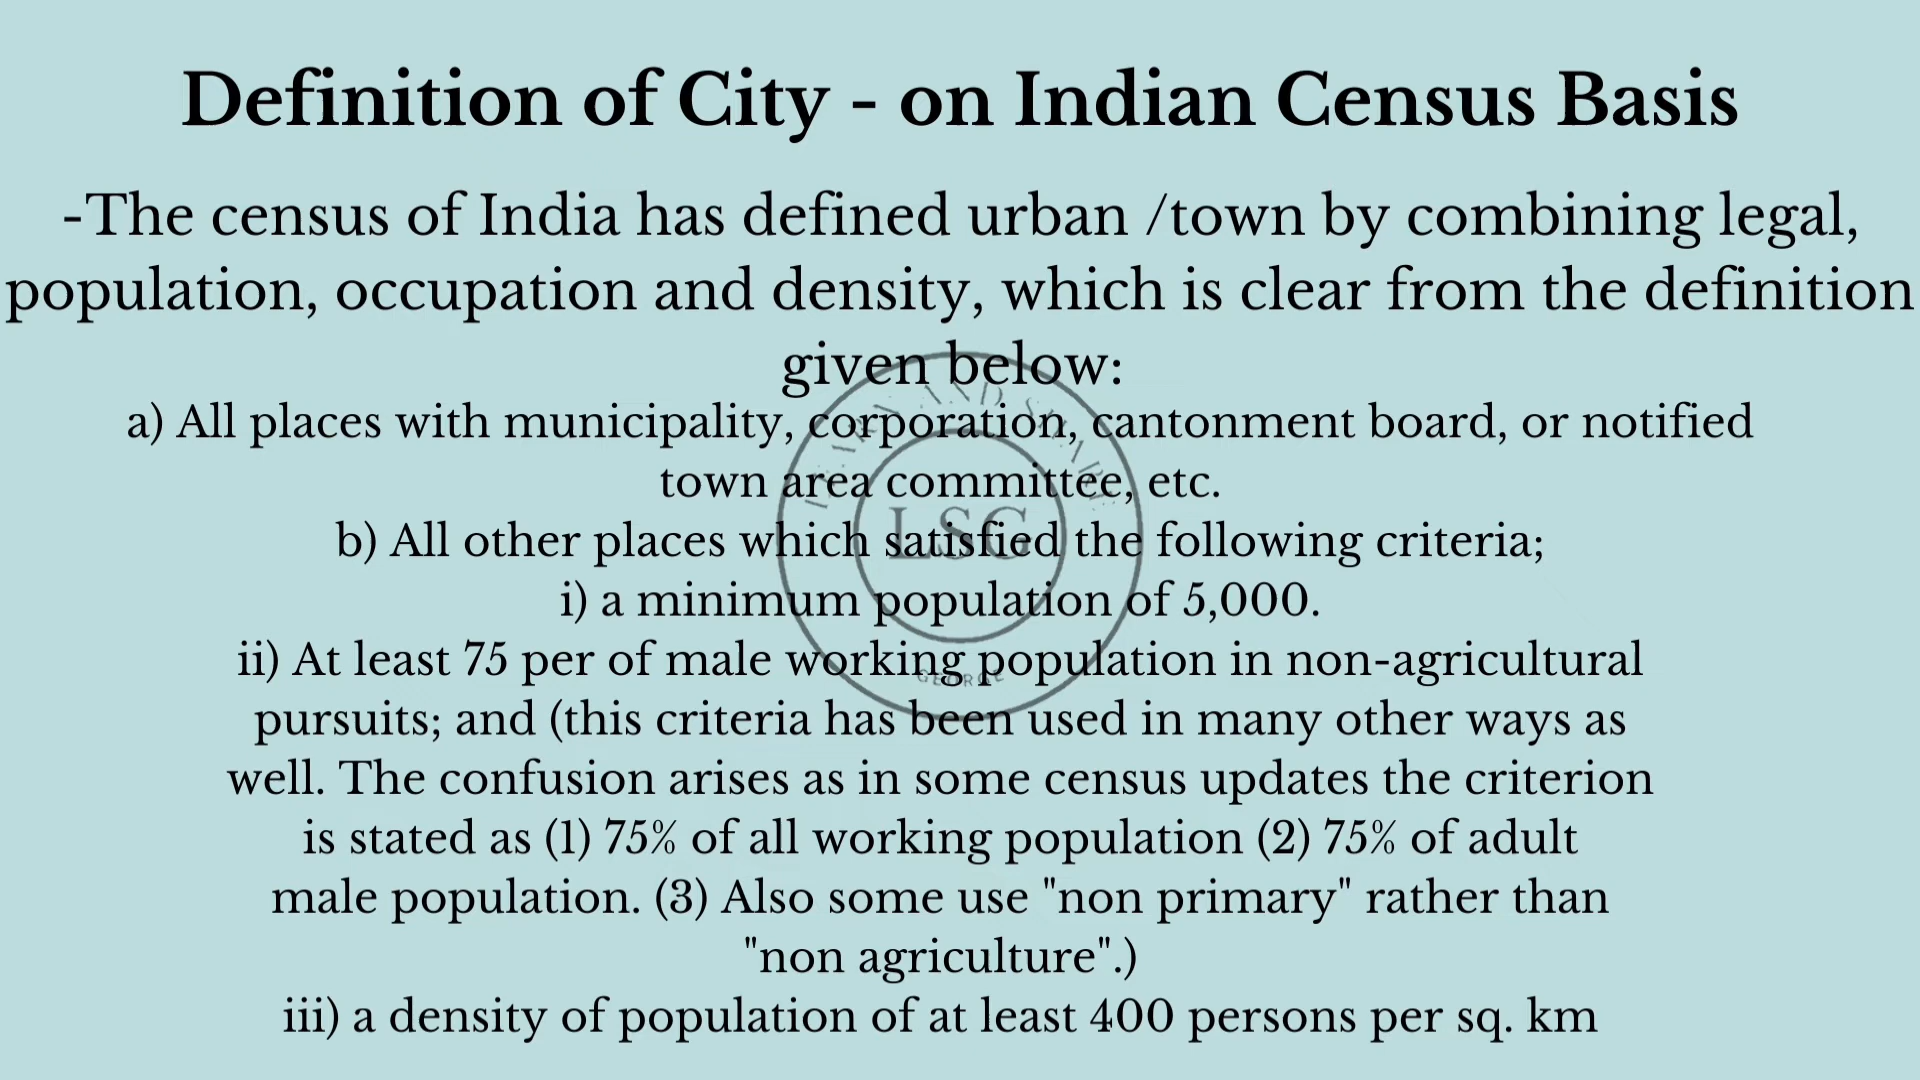 Definition of City - on Indian Census Basis
-The census of India has defined urban /town by combining legal,
population, occupation and density, which is clear from the definition
given below:
a) All places with municipality, corporation, cantonment board, or notified
town area committee, etc.
b) All other places which satisfied the following criteria;
i) a minimum population of 5,000.
ii) At least 75 per of male working population in non-agricultural
pursuits; and (this criteria has been used in many other ways as
well. The confusion arises as in some census updates the criterion
is stated as (1) 75% of all working population (2) 75% of adult
male population. (3) Also some use "non primary" rather than
"non agriculture".)
iii) a density of population of at least 400 persons per sq. km
LEARN AND SHARE
LSG
GEORGE